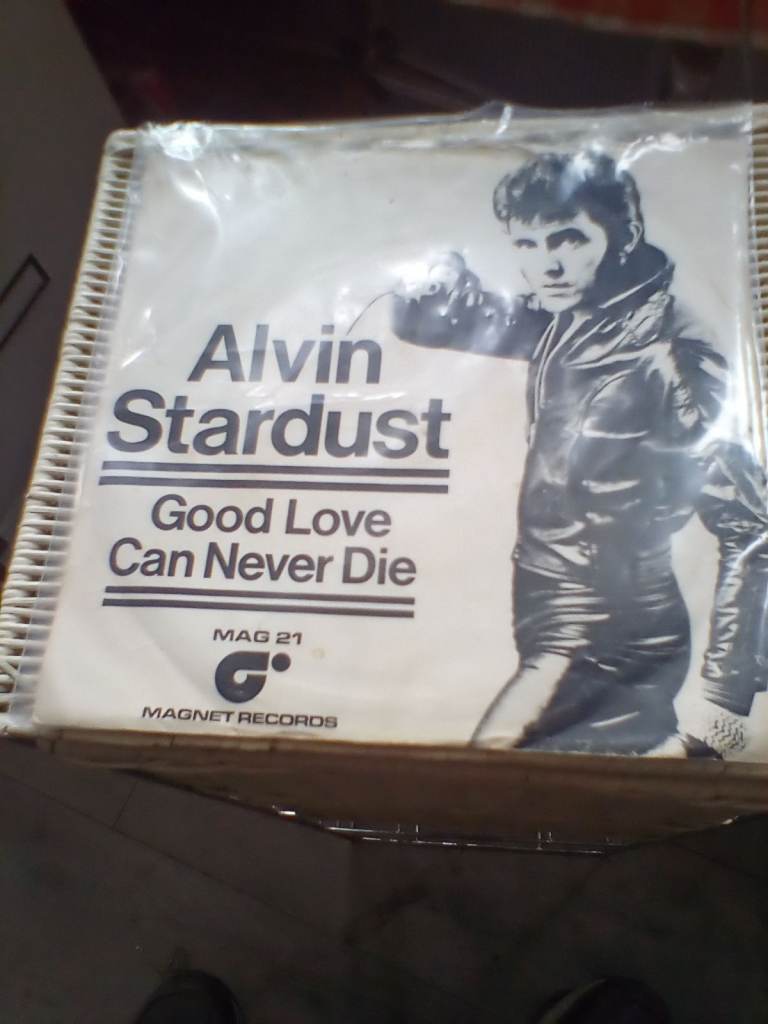 Alvin
Stardust
Good Love
Can Never Die
MAG 21
MAGNET RECORDS